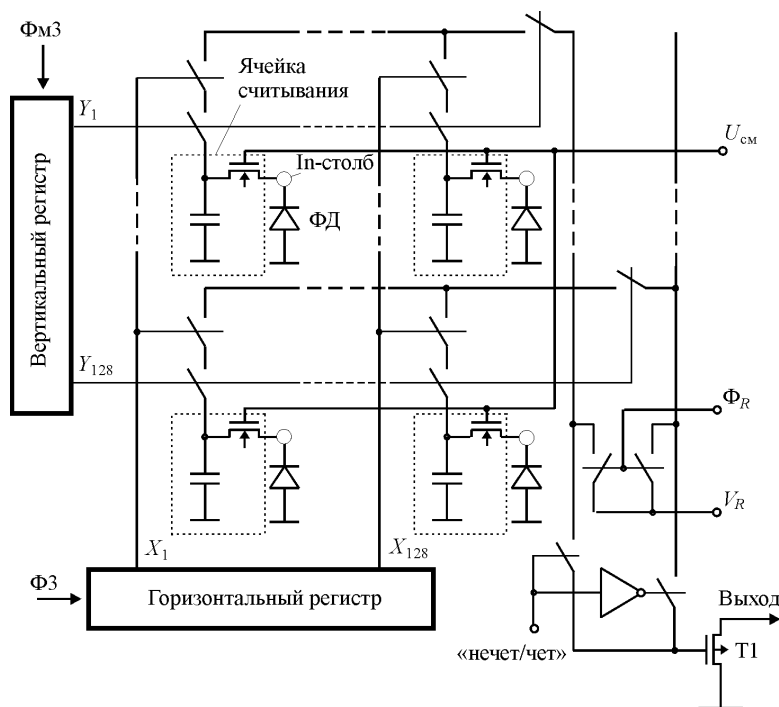 Фм3
Ячейка
считывания
Y1
Uсм
In-столб
ФД
Вертикальный регистр
Y128
ФR
VR
X1
X128
Ф3
Горизонтальный регистр
«нечет/чет»
Выход
Т1